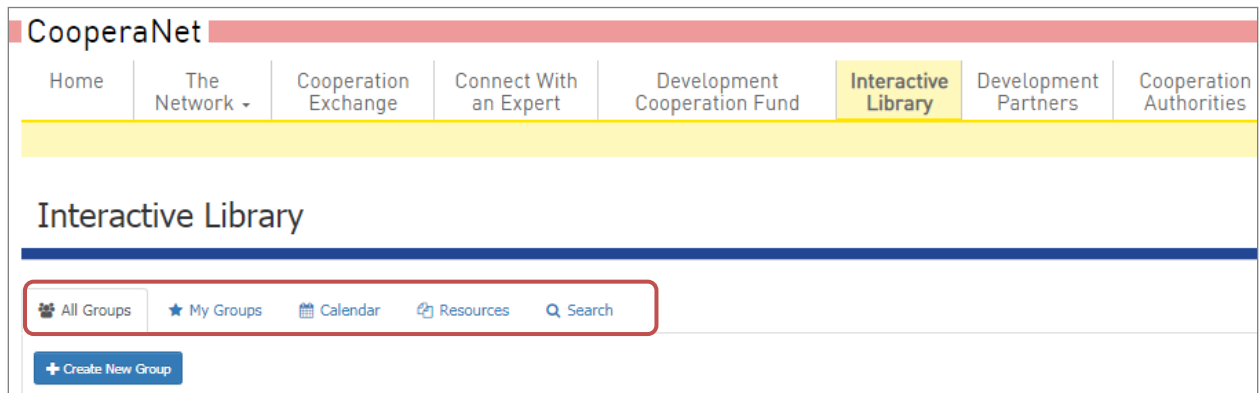 CooperaNet
Home
The Network
Cooperation Exchange
Connect With an Expert
Development Cooperation Fund
Interactive Library
Development Partners
Cooperation Authorities
Interactive Library
All Groups
My Groups
Calendar
Resources
Search
Create New Group